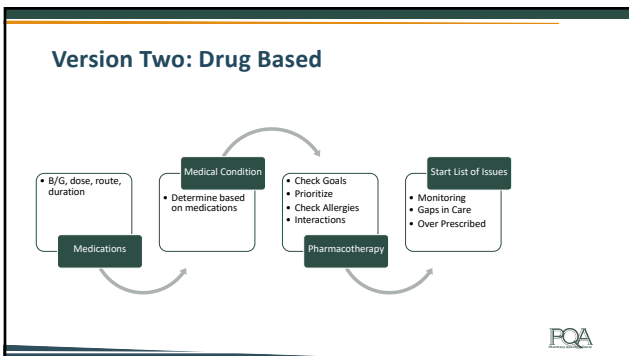 Version Two: Drug Based
• B/G, dose, route,
duration
Medications
Medical Condition
• Determine based
on medications
• Check Goals
• Prioritize
• Check Allergies
• Interactions
Pharmacotherapy
Start List of Issues
• Monitoring
• Gaps in Care
• Over Prescribed
PQA